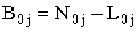 B₀ⱼ = N₀ⱼ − L₀ⱼ